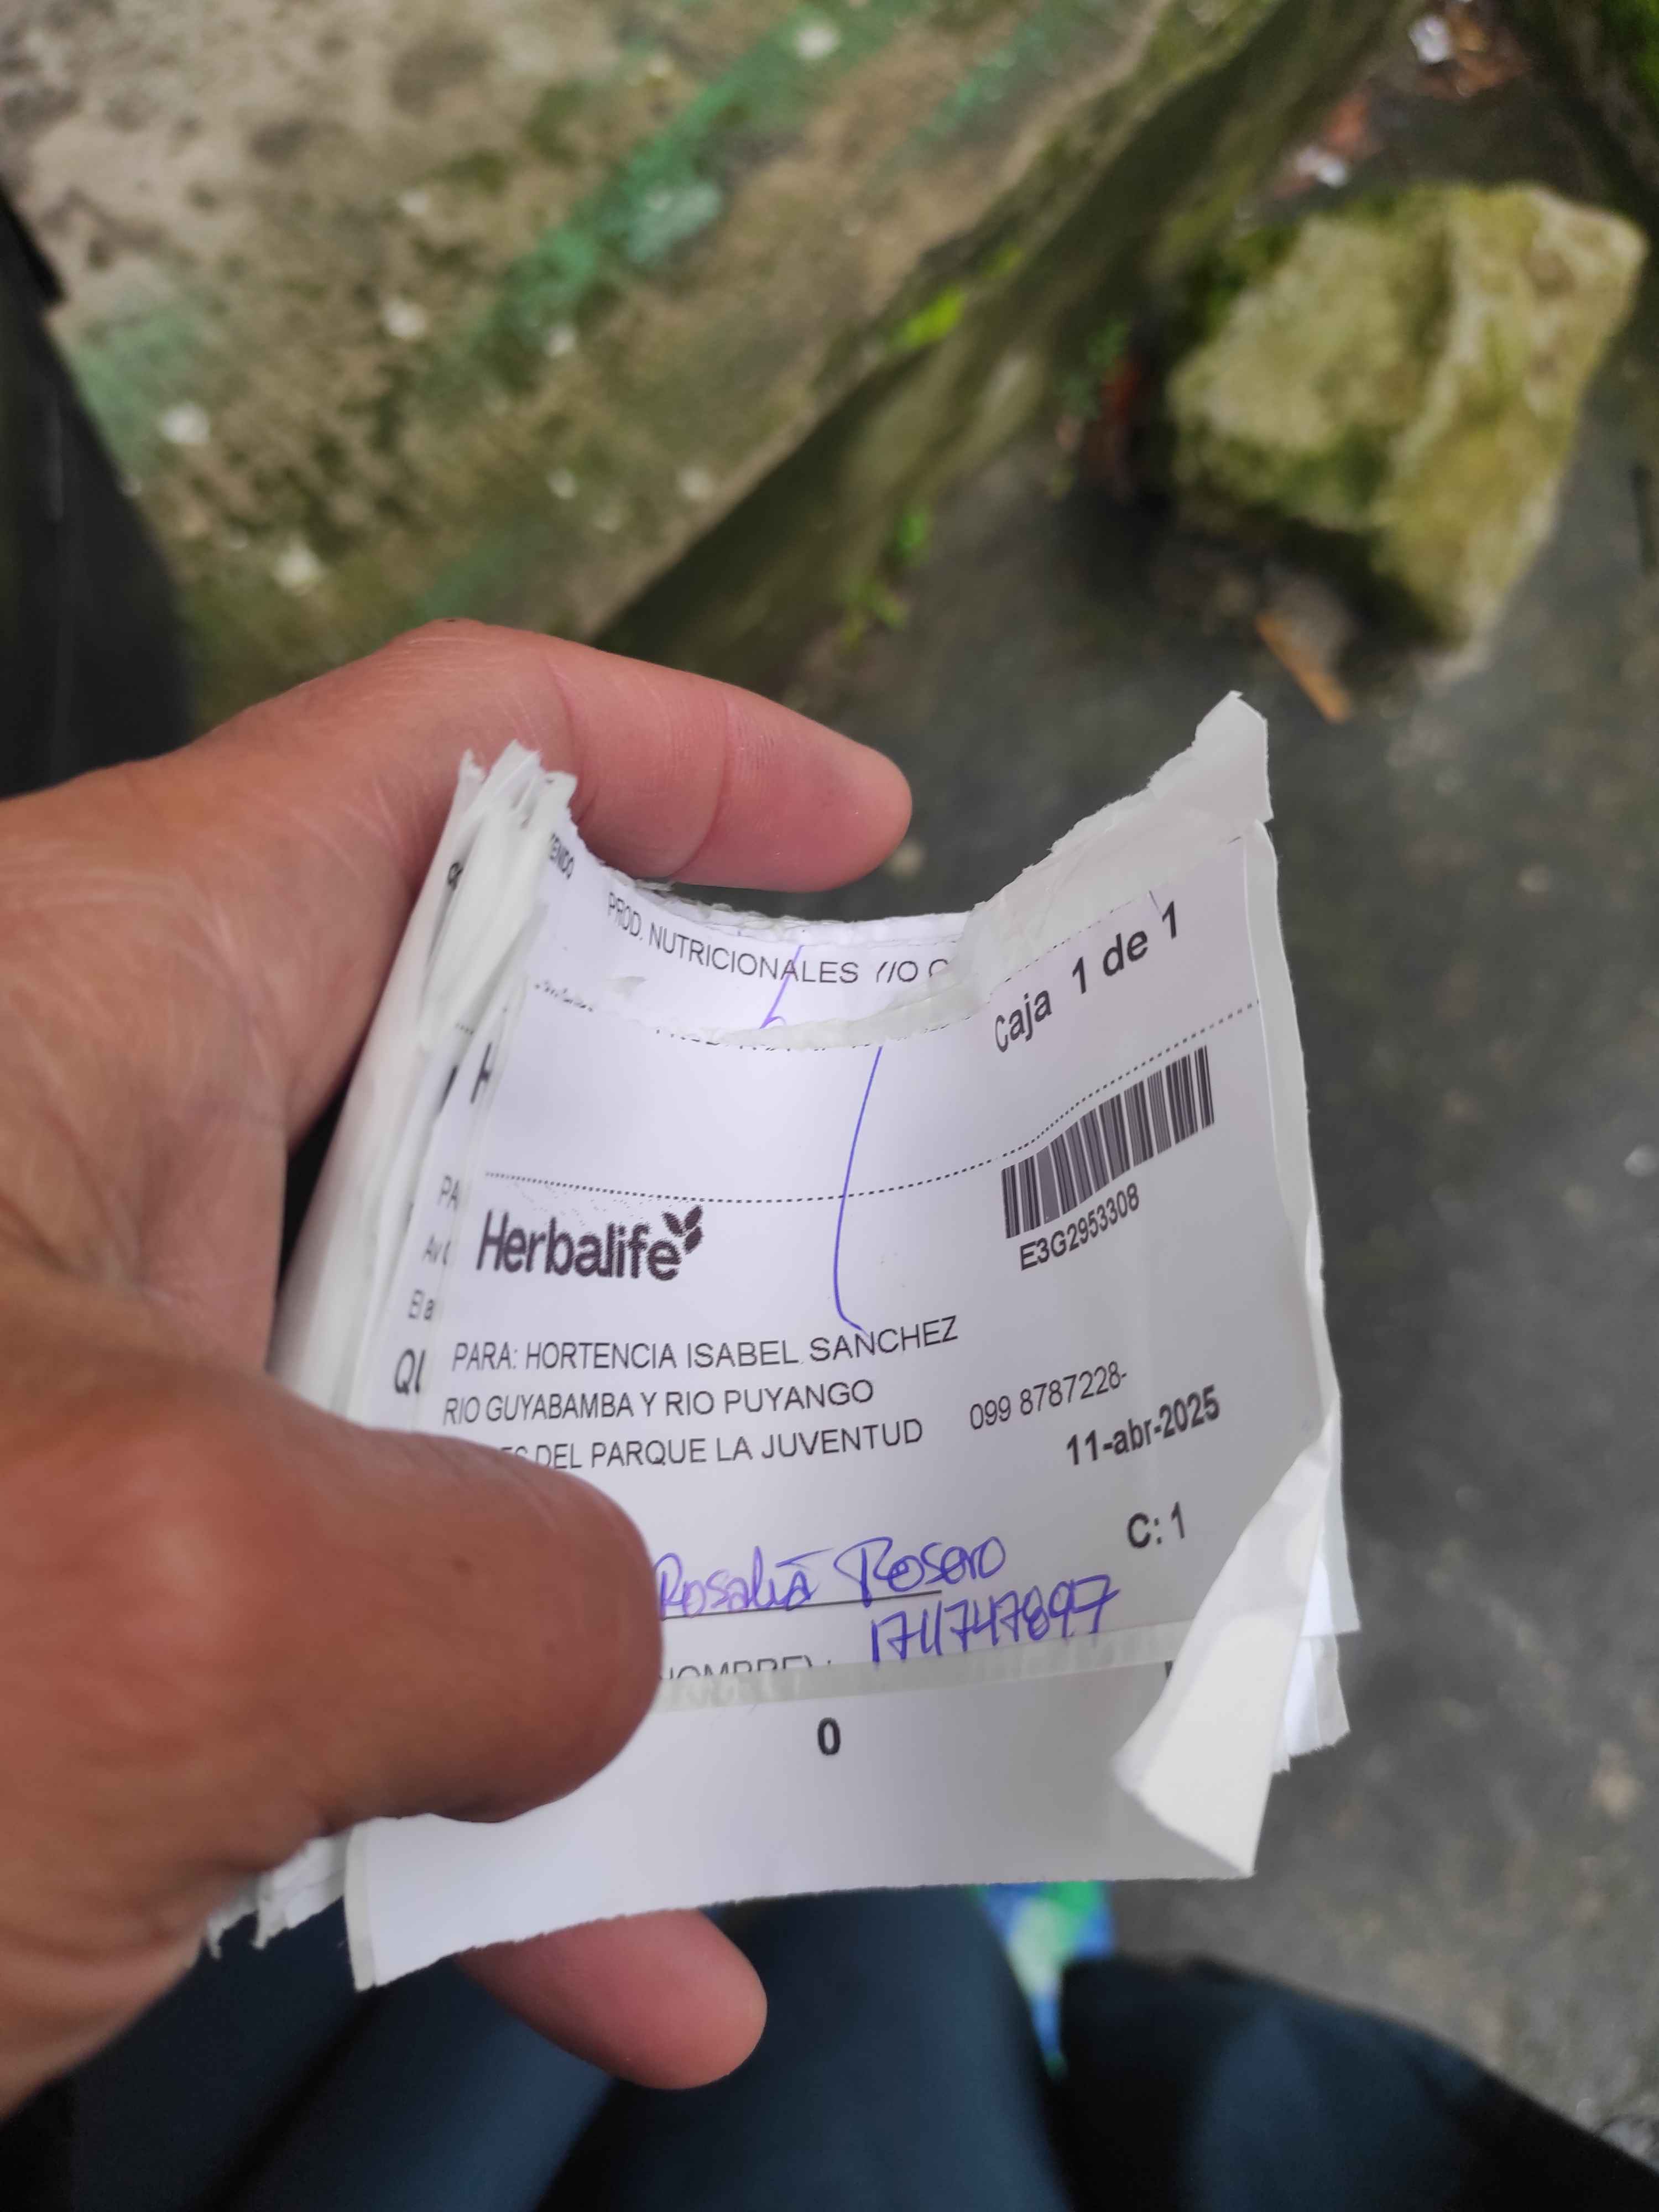 PROD. NUTRICIONALES Y/O C
Caja 1 de 1
Herbalife
E3G2953308
PARA: HORTENCIA ISABEL SANCHEZ
RIO GUYABAMBA Y RIO PUYANGO
DEL PARQUE LA JUVENTUD
099 8787228-
11-abr-2025
C: 1
Rosalia Rosero
1711747897
0